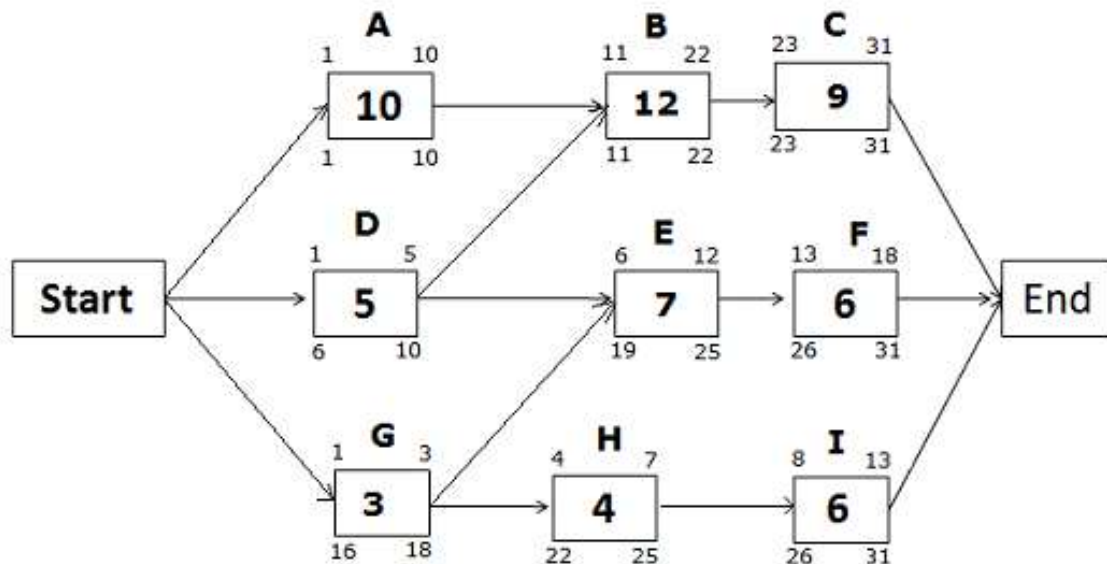 A B C
1 10 11 22 23 31
10 12 9
1 10 11 22 23 31
D E F
1 5 6 12 13 18
Start 5 7 6 End
6 10 19 25 26 31
G H I
1 3 4 7 8 13
3 4 6
16 18 22 25 26 31